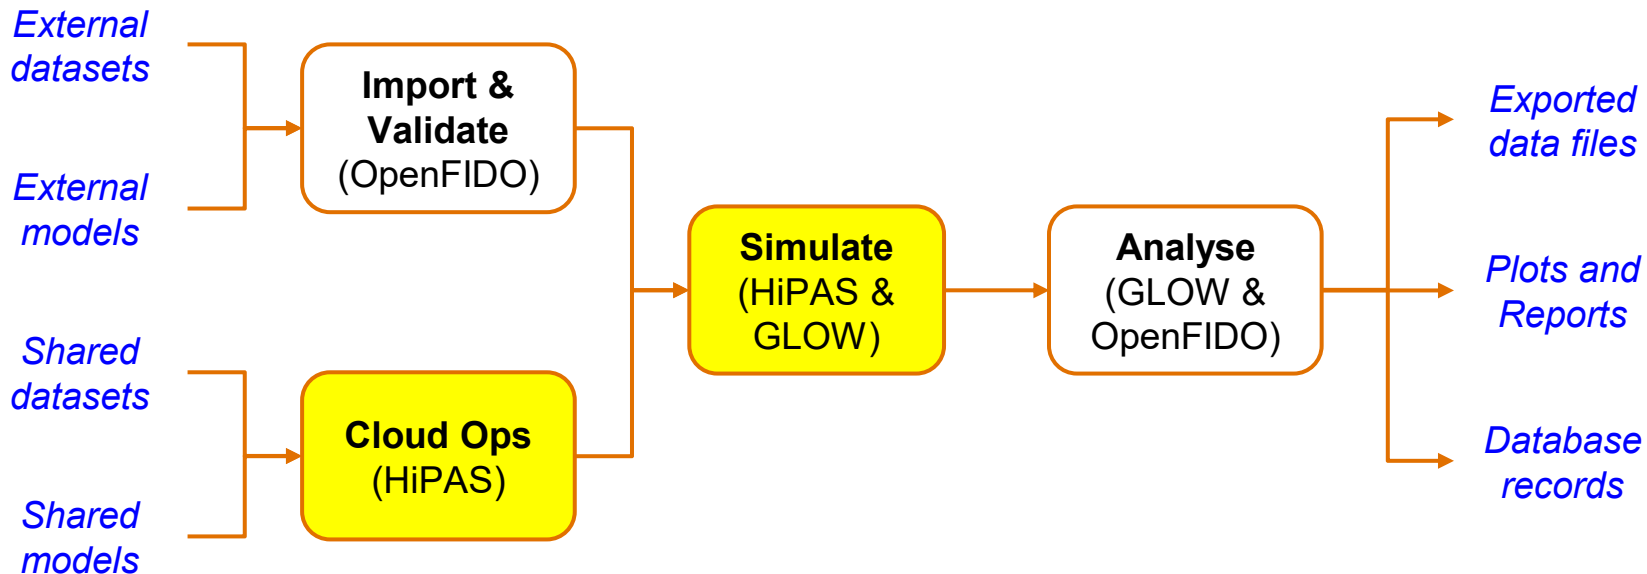 External
datasets
External
models
Shared
datasets
Shared
models
Import &
Validate
(OpenFIDO)
Cloud Ops
(HiPAS)
Simulate
(HiPAS &
GLOW)
Analyse
(GLOW &
OpenFIDO)
Exported
data files
Plots and
Reports
Database
records